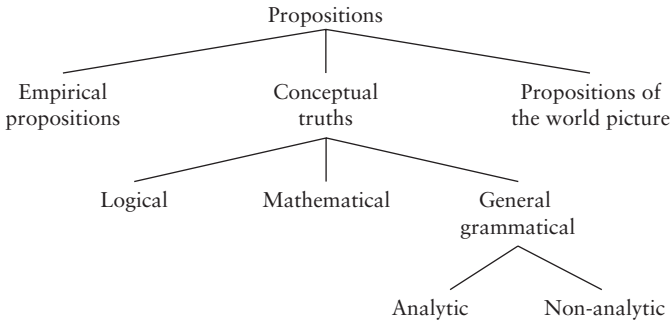 Propositions
Empirical
propositions
Conceptual
truths
Propositions of
the world picture
Logical
Mathematical
General
grammatical
Analytic
Non-analytic